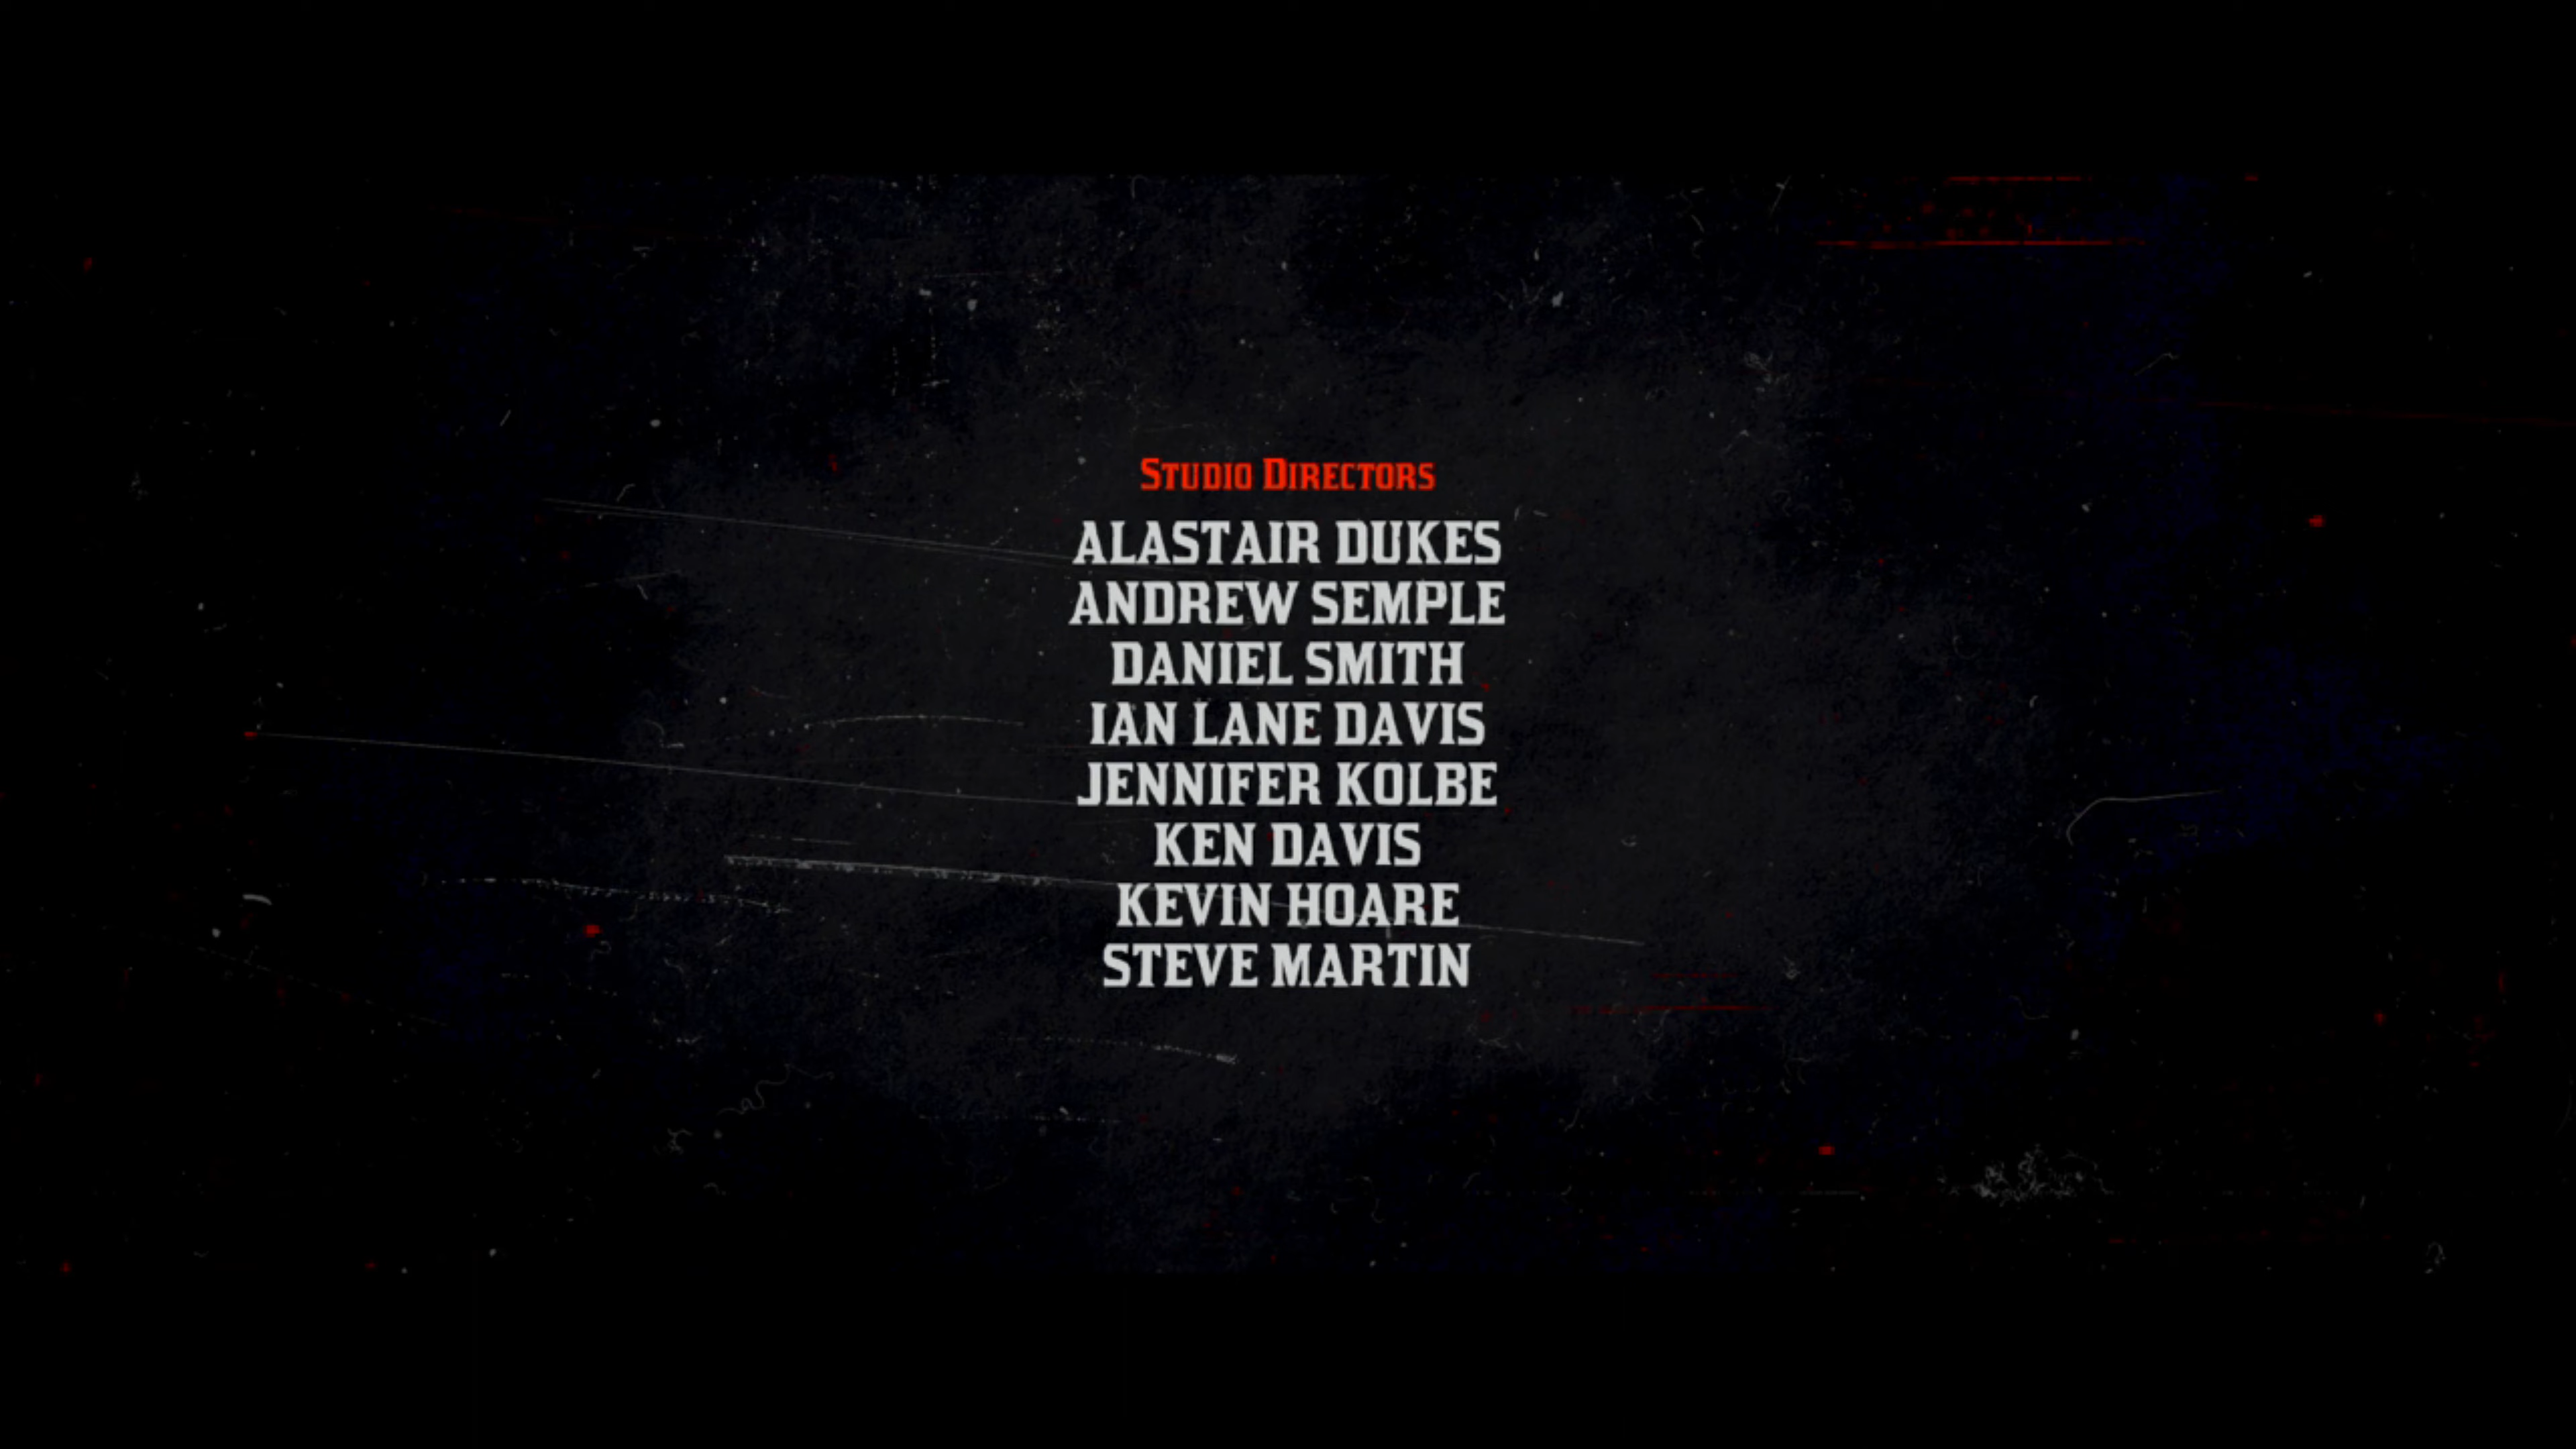 Studio Directors
ALASTAIR DUKES
ANDREW SEMPLE
DANIEL SMITH
IAN LANE DAVIS
JENNIFER KOLBE
KEN DAVIS
KEVIN HOARE
STEVE MARTIN